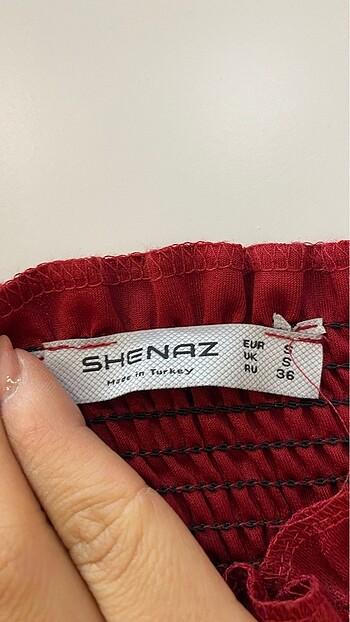 SHENAZ
Made in Turkey
EUR S
UK S
RU 36